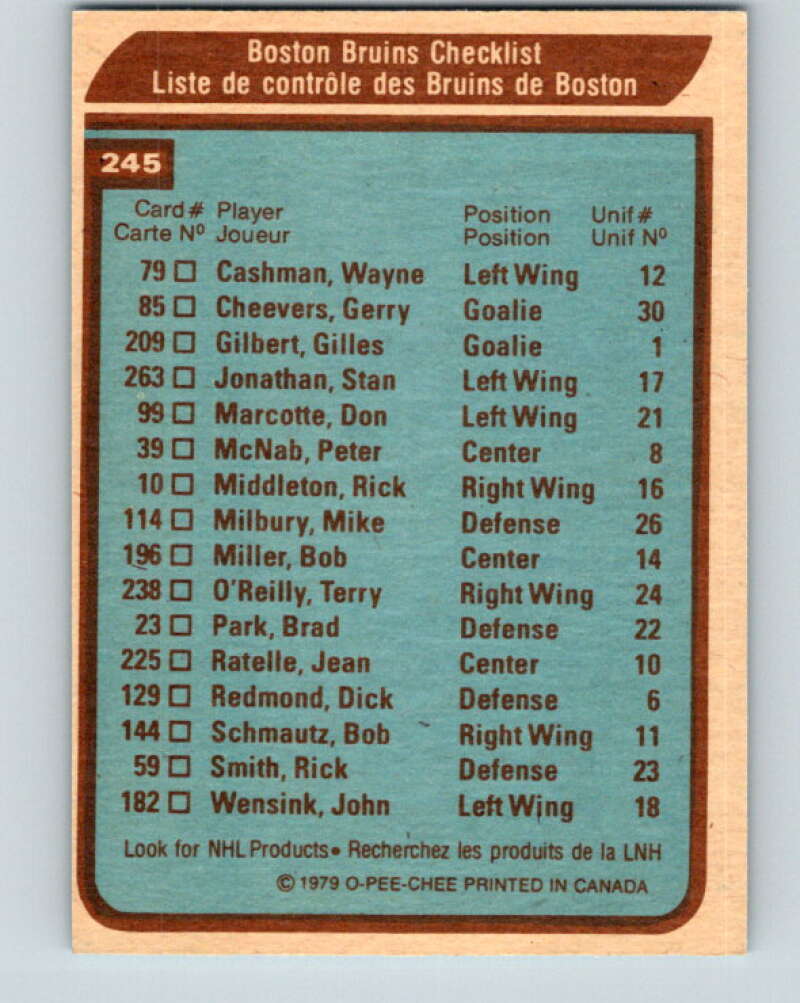 Boston Bruins Checklist
Liste de contrôle des Bruins de Boston
245
Card # Player Position Unif #
Carte Nº Joueur Position Unif Nº
79 □ Cashman, Wayne Left Wing 12
85 □ Cheevers, Gerry Goalie 30
209 □ Gilbert, Gilles Goalie 1
263 □ Jonathan, Stan Left Wing 17
99 □ Marcotte, Don Left Wing 21
39 □ McNab, Peter Center 8
10 □ Middleton, Rick Right Wing 16
114 □ Milbury, Mike Defense 26
196 □ Miller, Bob Center 14
238 □ O'Reilly, Terry Right Wing 24
23 □ Park, Brad Defense 22
225 □ Ratelle, Jean Center 10
129 □ Redmond, Dick Defense 6
144 □ Schmautz, Bob Right Wing 11
59 □ Smith, Rick Defense 23
182 □ Wensink, John Left Wing 18
Look for NHL Products • Recherchez les produits de la LNH
© 1979 O-PEE-CHEE PRINTED IN CANADA